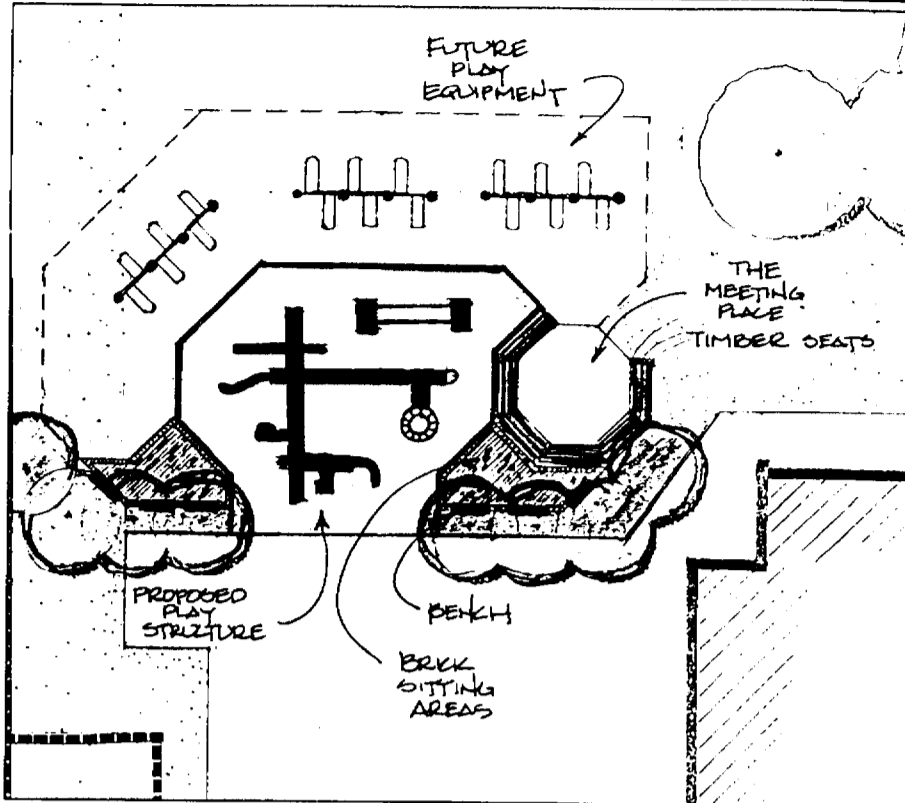 FUTURE
PLAY
EQUIPMENT
THE
MEETING
PLACE
TIMBER SEATS
PROPOSED
PLAY
STRUCTURE
BENCH
BRICK
SITTING
AREAS